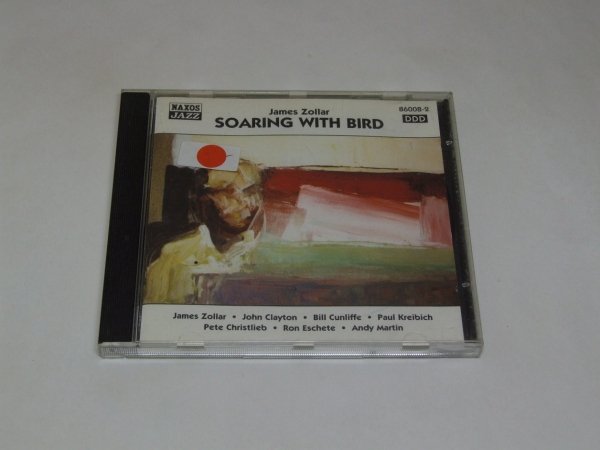 NAXOS
JAZZ
James Zollar
SOARING WITH BIRD
86008-2
DDD
James Zollar • John Clayton • Bill Cunliffe • Paul Kreibich
Pete Christlieb • Ron Eschete • Andy Martin